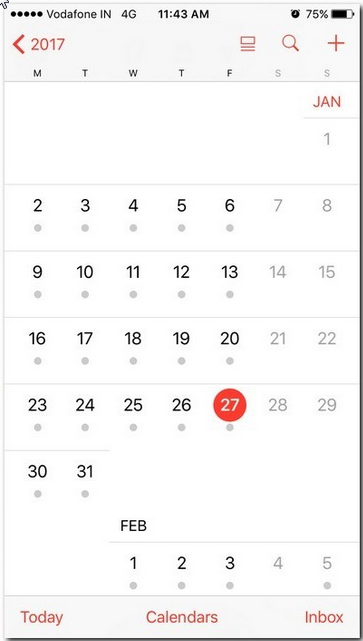 Vodafone IN 4G 11:43 AM 75%
2017
M T W T F S S
JAN
1
2 3 4 5 6 7 8
9 10 11 12 13 14 15
16 17 18 19 20 21 22
23 24 25 26 27 28 29
30 31
FEB
1 2 3 4 5
Today Calendars Inbox